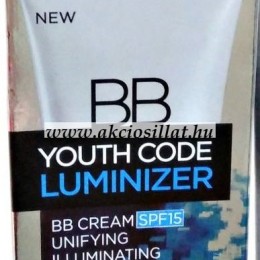 NEW
BB
www.akciosillat.hu
YOUTH CODE
LUMINIZER
BB CREAM SPF15
UNIFYING
ILLUMINATING